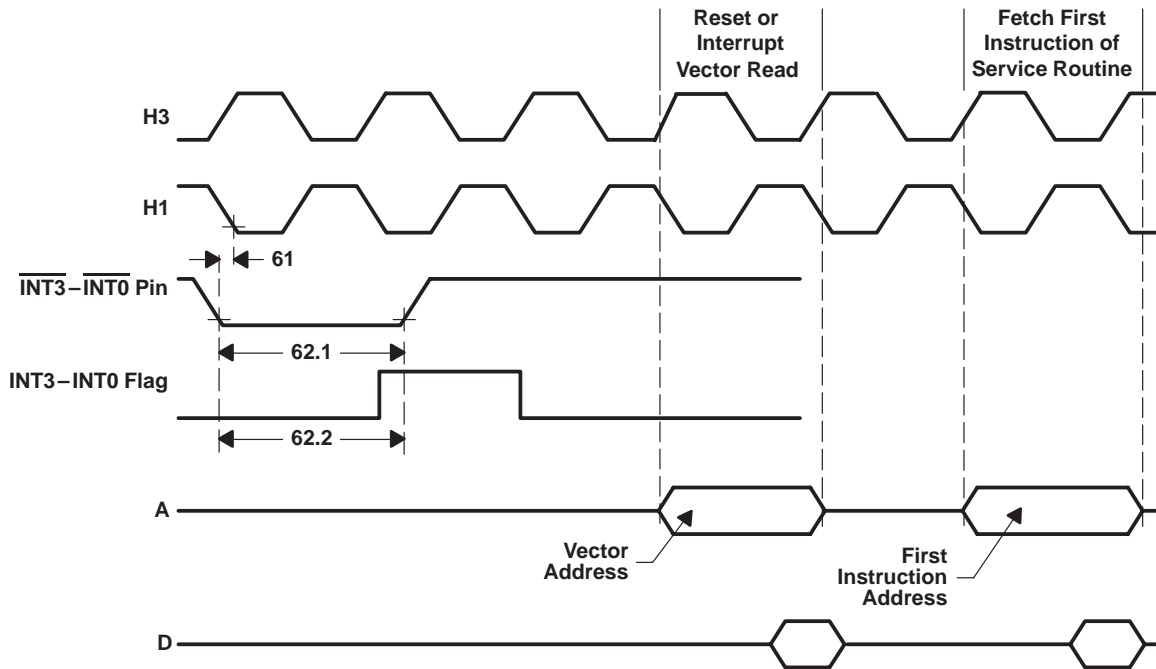 Reset or
Interrupt
Vector Read
Fetch First
Instruction of
Service Routine
H3
H1
61
INT3–INT0 Pin
62.1
INT3–INT0 Flag
62.2
A
Vector
Address
First
Instruction
Address
D